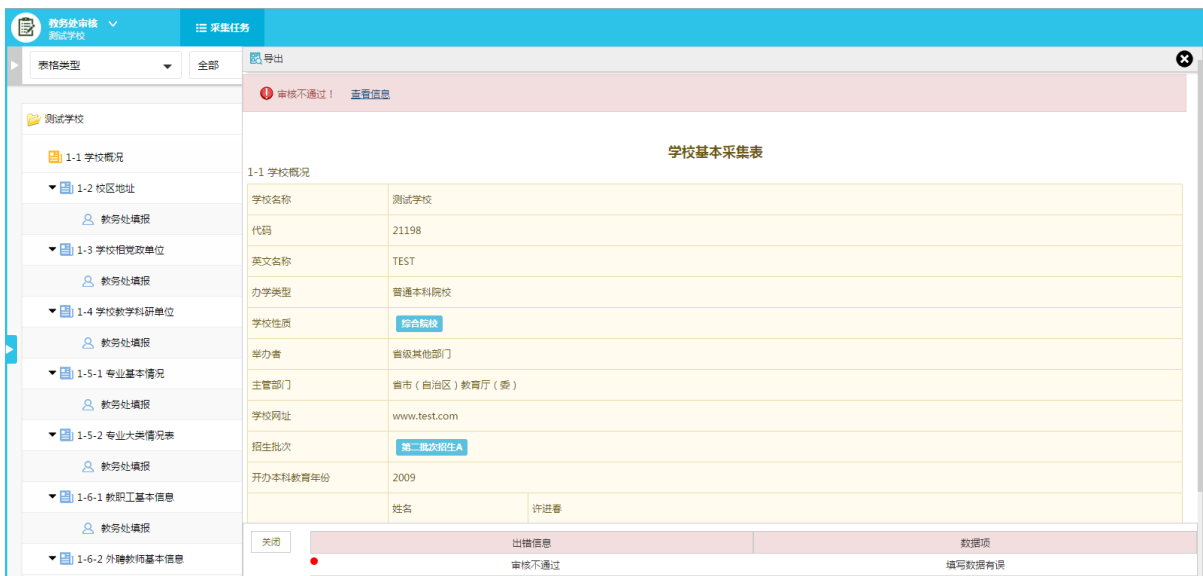 教务处审核
测试学校
采集任务
表格类型 全部
导出
审核不通过！ 查看信息
测试学校
1-1 学校概况
1-2 校区地址
教务处填报
1-3 学校相党政单位
教务处填报
1-4 学校教学科研单位
教务处填报
1-5-1 专业基本情况
教务处填报
1-5-2 专业大类情况表
教务处填报
1-6-1 教职工基本信息
教务处填报
1-6-2 外聘教师基本信息
学校基本采集表
1-1 学校概况
学校名称 测试学校
代码 21198
英文名称 TEST
办学类型 普通本科院校
学校性质 综合院校
举办者 省级其他部门
主管部门 省市（自治区）教育厅（委）
学校网址 www.test.com
招生批次 第二批次招生A
开办本科教育年份 2009
姓名 许进春
关闭 出错信息 数据项
审核不通过 填写数据有误